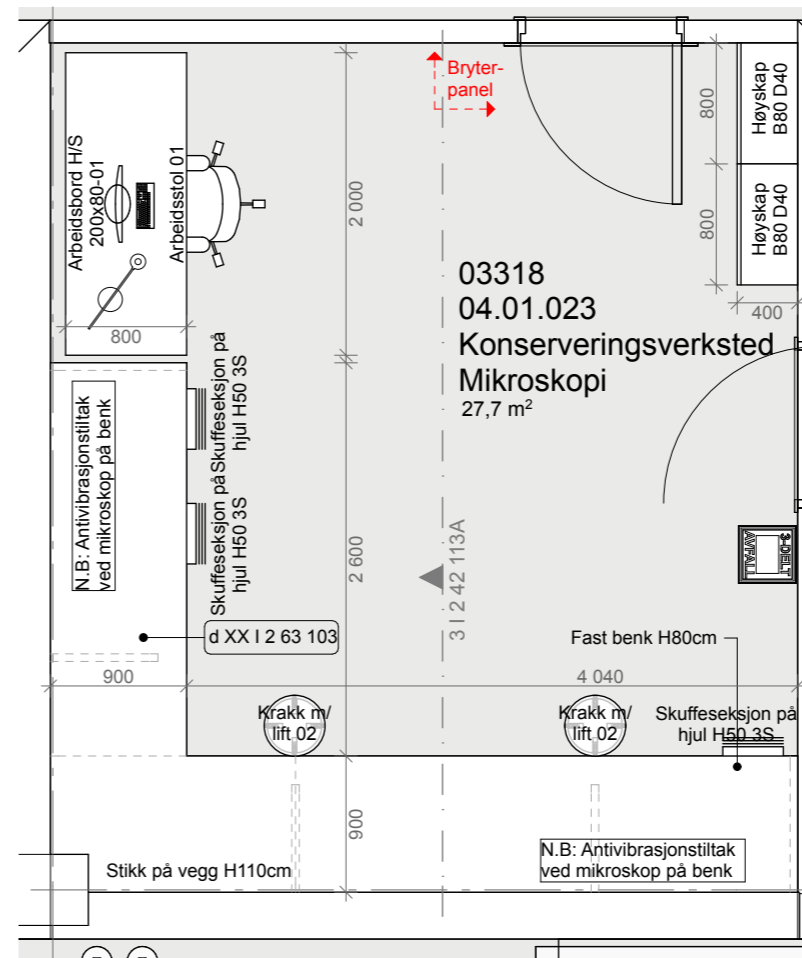 Bryter-
panel
Høyskap
B80 D40
800
Høyskap
B80 D40
800
400
Arbeidsbord H/S
200x80-01
Arbeidsstol 01
800
2 000
03318
04.01.023
Konserveringsverksted
Mikroskopi
27,7 m²
Skuffeseksjon på
hjul H50 3S
Skuffeseksjon på
hjul H50 3S
N.B: Antivibrasjonstiltak
ved mikroskop på benk
2 600
3 I 2 42 113A
3-DELT
AVFALL
d XX I 2 63 103
Fast benk H80cm
900
4 040
Krakk m/
lift 02
Krakk m/
lift 02
Skuffeseksjon på
hjul H50 3S
900
Stikk på vegg H110cm
N.B: Antivibrasjonstiltak
ved mikroskop på benk